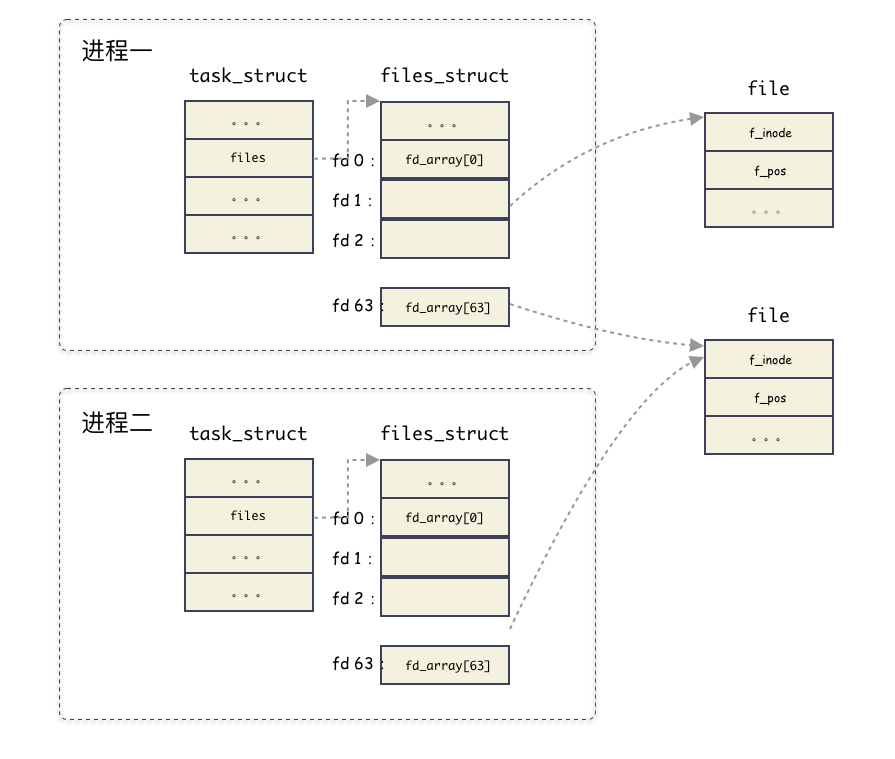 进程一
task_struct
files_struct
file
。。。
files
。。。
。。。
。。。
fd 0 : fd_array[0]
fd 1 :
fd 2 :
fd 63 : fd_array[63]
f_inode
f_pos
。。。
file
f_inode
f_pos
。。。
进程二
task_struct
files_struct
。。。
files
。。。
。。。
。。。
fd 0 : fd_array[0]
fd 1 :
fd 2 :
fd 63 : fd_array[63]